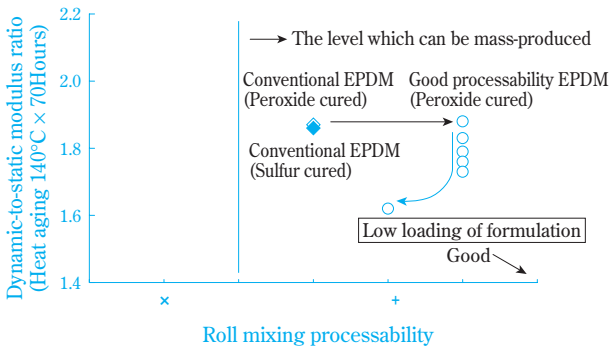 Dynamic-to-static modulus ratio
(Heat aging 140°C × 70Hours)
2.2
2.0
1.8
1.6
1.4
The level which can be mass-produced
Conventional EPDM
(Peroxide cured)
Good processability EPDM
(Peroxide cured)
Conventional EPDM
(Sulfur cured)
Low loading of formulation
Good
×
+
Roll mixing processability